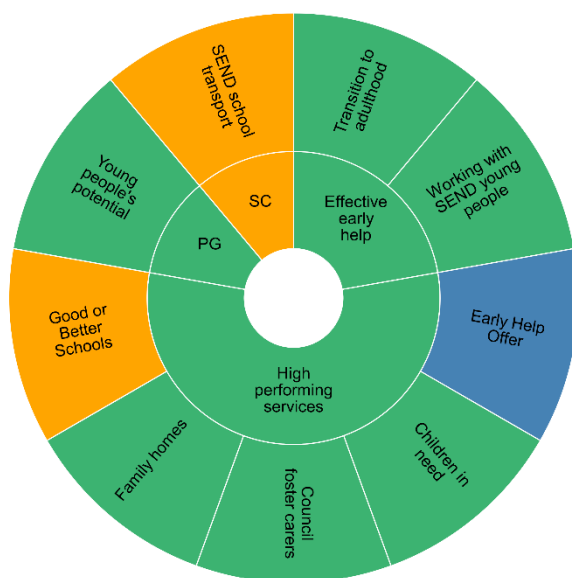 SEND school
transport
Transition to
adulthood
Working with
SEND young
people
Early Help
Offer
Children in
need
Council
foster carers
Family homes
Good or
Better
Schools
Young
people's
potential
SC
Effective
early
help
PG
High
performing
services